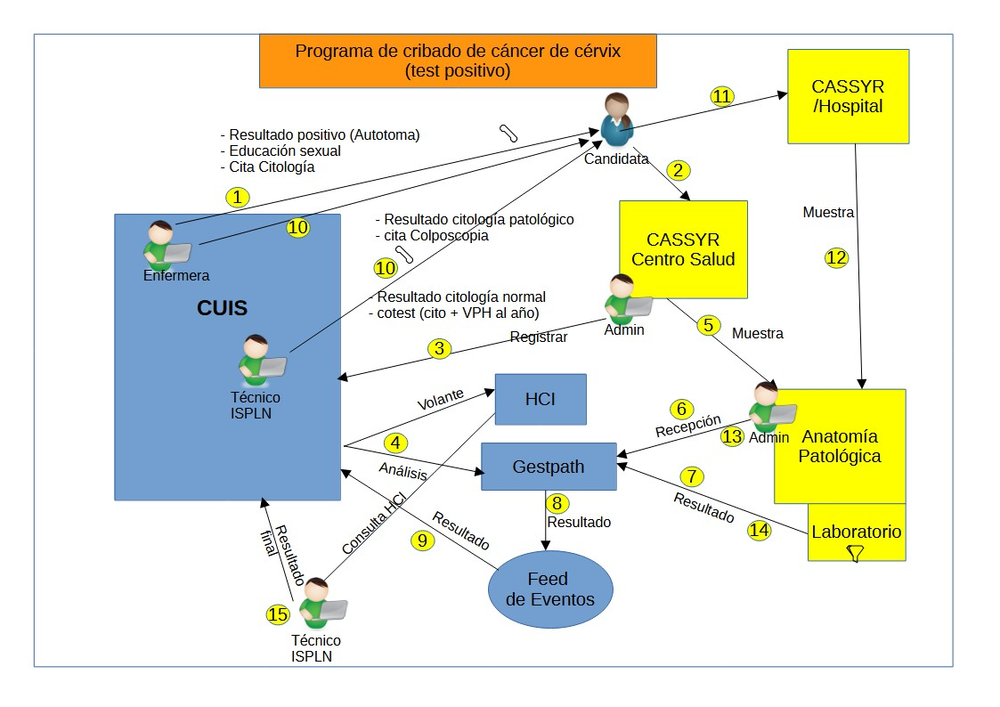 Programa de cribado de cáncer de cérvix
(test positivo)
11
CASSYR
/Hospital
- Resultado positivo (Autotoma)
- Educación sexual
- Cita Citología
Candidata
2
1
10
Muestra
- Resultado citología patológico
- cita Colposcopia
CASSYR
Centro Salud
12
10
Enfermera
CUIS
- Resultado citología normal
- cotest (cito + VPH al año)
Admin
5
Muestra
3
Registrar
Técnico
ISPLN
Volante
HCI
6
Recepción
13
Admin
Anatomía
Patológica
4
Análisis
Gestpath
7
Resultado
8
Resultado
Consulta HCI
Resultado
9
14
Laboratorio
Resultado
final
Feed
de Eventos
15
Técnico
ISPLN